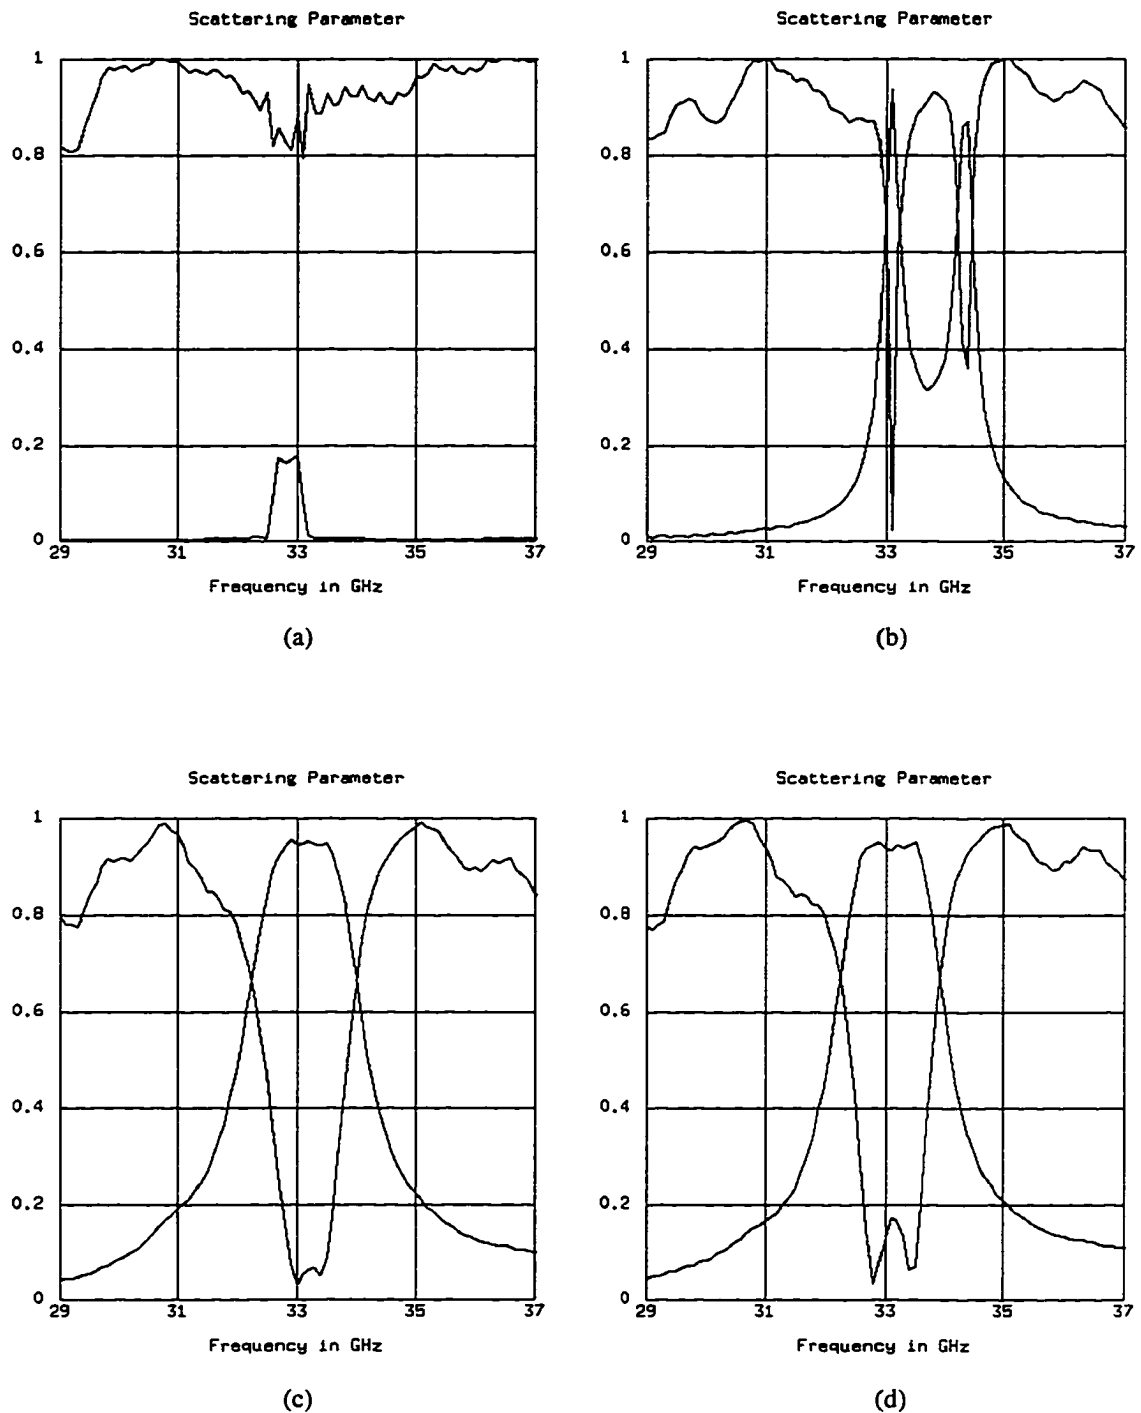 Scattering Parameter
1
0.8
0.6
0.4
0.2
0
29 31 33 35 37
Frequency in GHz
(a)
Scattering Parameter
1
0.8
0.6
0.4
0.2
0
29 31 33 35 37
Frequency in GHz
(b)
Scattering Parameter
1
0.8
0.6
0.4
0.2
0
29 31 33 35 37
Frequency in GHz
(c)
Scattering Parameter
1
0.8
0.6
0.4
0.2
0
29 31 33 35 37
Frequency in GHz
(d)